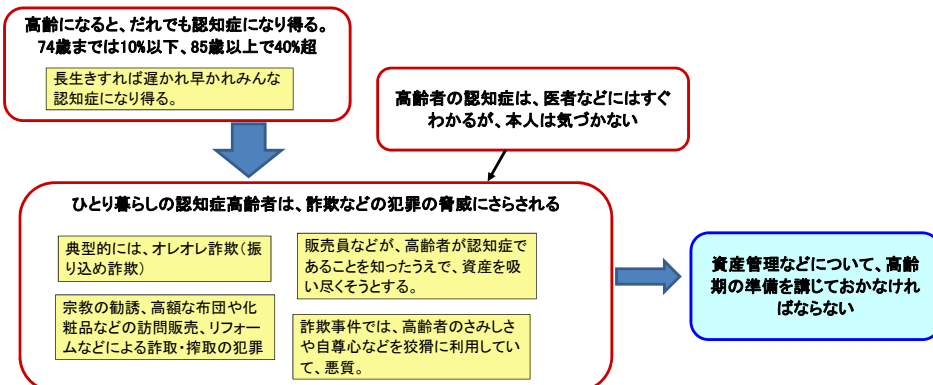 高齢になると、だれでも認知症になり得る。
74歳までは10%以下、85歳以上で40%超
長生きすれば遅かれ早かれみんな
認知症になり得る。
高齢者の認知症は、医者などにはすぐ
わかるが、本人は気づかない
ひとり暮らしの認知症高齢者は、詐欺などの犯罪の脅威にさらされる
典型的には、オレオレ詐欺(振
り込め詐欺)
販売員などが、高齢者が認知症で
あることを知ったうえで、資産を吸
い尽くそうとする。
宗教の勧誘、高額な布団や化
粧品などの訪問販売、リフォー
ムなどによる詐取・搾取の犯罪
詐欺事件では、高齢者のさみしさ
や自尊心などを狡猾に利用してい
て、悪質。
資産管理などについて、高齢
期の準備を講じておかなけれ
ばならない